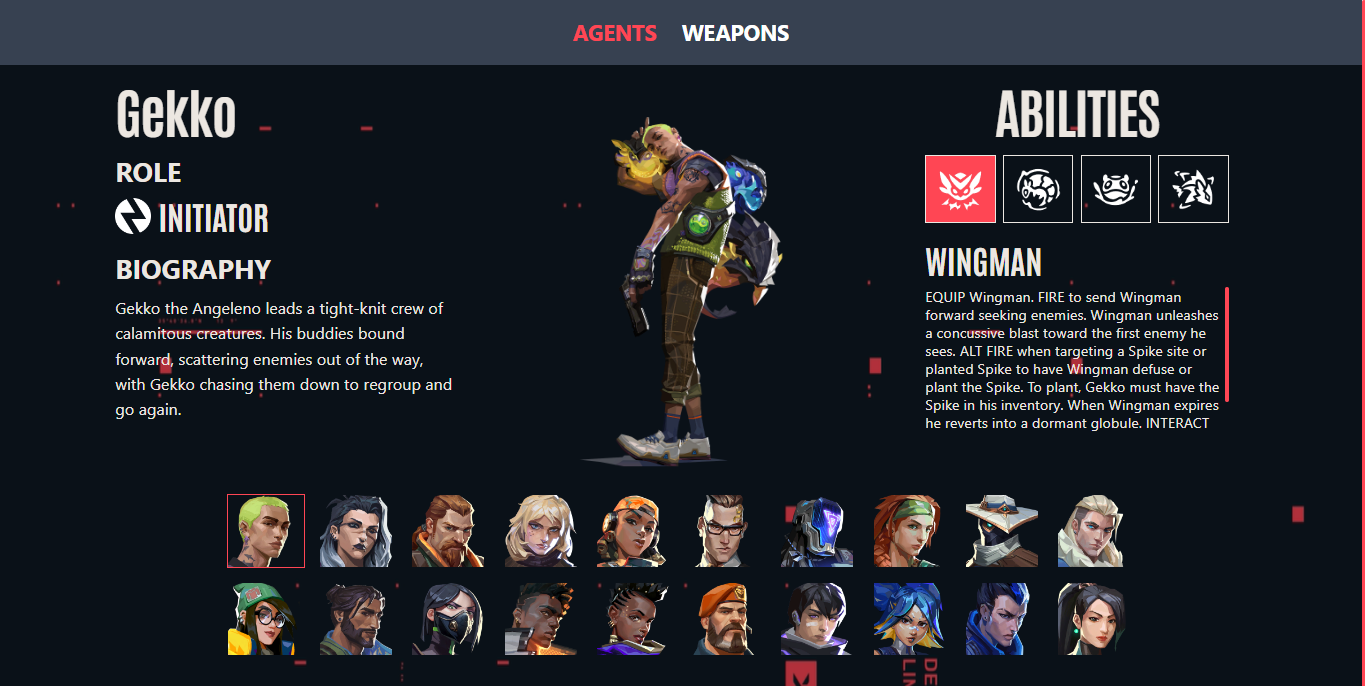 AGENTS WEAPONS
Gekko
ROLE
INITIATOR
BIOGRAPHY
Gekko the Angeleno leads a tight-knit crew of
calamitous creatures. His buddies bound
forward, scattering enemies out of the way,
with Gekko chasing them down to regroup and
go again.
ABILITIES
WINGMAN
EQUIP Wingman. FIRE to send Wingman
forward seeking enemies. Wingman unleashes
a concussive blast toward the first enemy he
sees. ALT FIRE when targeting a Spike site or
planted Spike to have Wingman defuse or
plant the Spike. To plant, Gekko must have the
Spike in his inventory. When Wingman expires
he reverts into a dormant globule. INTERACT